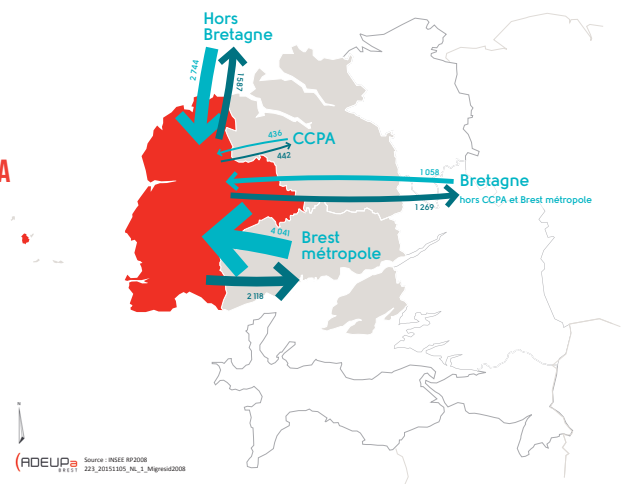 Hors
Bretagne
2 744
1 587
436
CCPA
442
A
1 058
Bretagne
hors CCPA et Brest métropole
1 269
4 041
Brest
métropole
2 118
N
ADEUPa
BREST
Source : INSEE RP2008
223_20151105_NL_1_Migresid2008